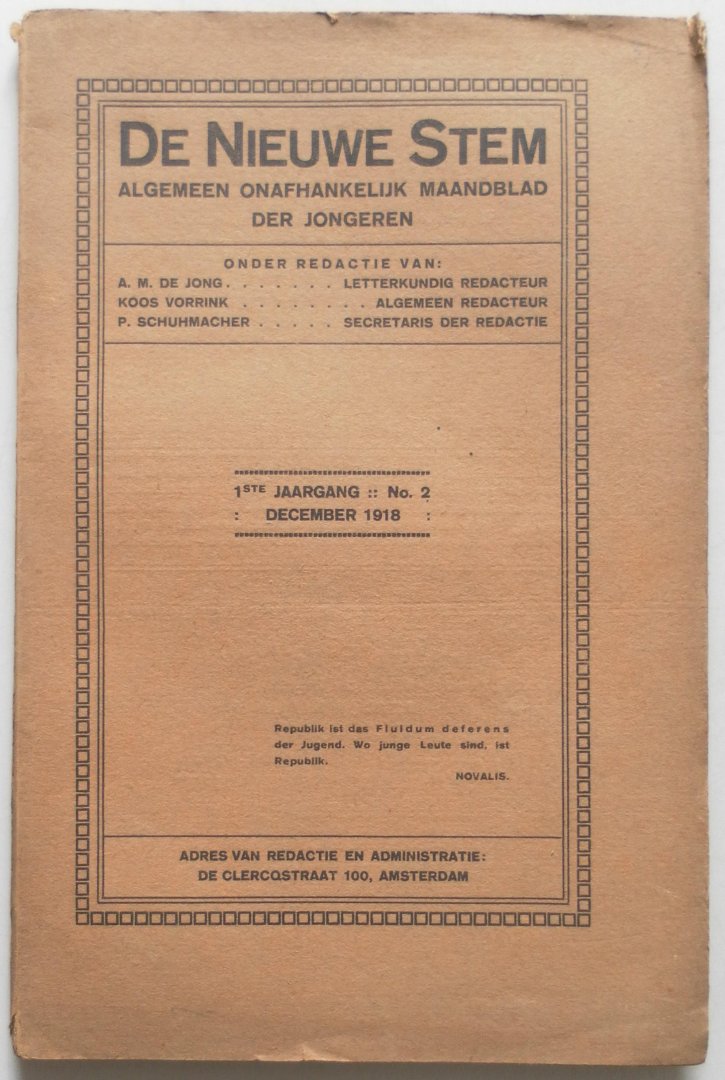 DE NIEUWE STEM
ALGEMEEN ONAFHANKELIJK MAANDBLAD
DER JONGEREN
ONDER REDACTIE VAN:
A. M. DE JONG . . . . . . . LETTERKUNDIG REDACTEUR
KOOS VORRINK . . . . . . . . ALGEMEEN REDACTEUR
P. SCHUHMACHER . . . . . SECRETARIS DER REDACTIE
1STE JAARGANG :: No. 2
: DECEMBER 1918 :
Republik ist das Fluidum deferens
der Jugend. Wo junge Leute sind, ist
Republik.
NOVALIS.
ADRES VAN REDACTIE EN ADMINISTRATIE:
DE CLERCQSTRAAT 100, AMSTERDAM